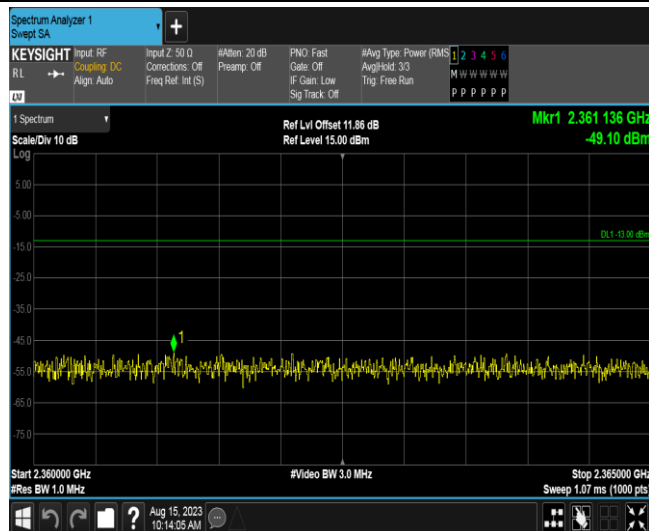 Spectrum Analyzer 1
Swept SA
+
KEYSIGHT
RL
LXI
Input: RF
Coupling: DC
Align: Auto
Input Z: 50 Ω
Corrections: Off
Freq Ref: Int (S)
#Atten: 20 dB
Preamp: Off
PNO: Fast
Gate: Off
IF Gain: Low
Sig Track: Off
#Avg Type: Power (RMS
Avg|Hold: 3/3
Trig: Free Run
1 2 3 4 5 6
M W W W W W
P P P P P P
1 Spectrum
Scale/Div 10 dB
Log
Ref Lvl Offset 11.86 dB
Ref Level 15.00 dBm
Mkr1 2.361 136 GHz
-49.10 dBm
5.00
-5.00
-15.0
-25.0
-35.0
-45.0
-55.0
-65.0
-75.0
DL1 -13.00 dBm
1
Start 2.360000 GHz
#Res BW 1.0 MHz
#Video BW 3.0 MHz
Stop 2.365000 GHz
Sweep 1.07 ms (1000 pts)
?
Aug 15, 2023
10:14:05 AM